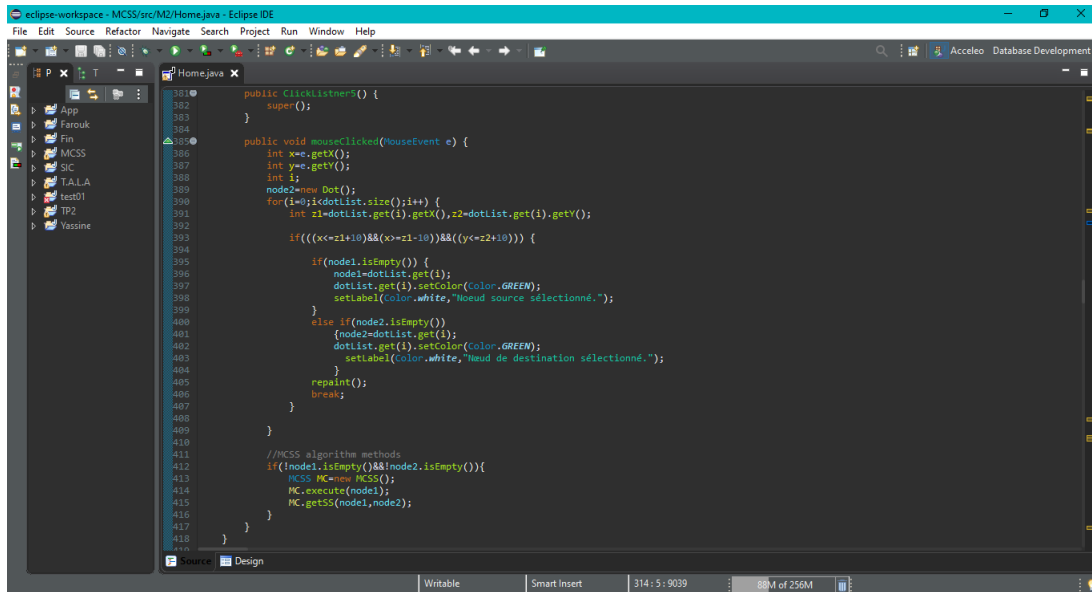 eclipse-workspace - MCSS/src/M2/Home.java - Eclipse IDE
File Edit Source Refactor Navigate Search Project Run Window Help
Acceleo Database Development
P T Home.java
App
Farouk
Fin
MCSS
SIC
T.A.L.A
test01
TP2
Yassine
381 public ClickListner5() {
382 super();
383 }
384
385 public void mouseClicked(MouseEvent e) {
386 int x=e.getX();
387 int y=e.getY();
388 int i;
389 node2=new Dot();
390 for(i=0;i<dotList.size();i++) {
391 int z1=dotList.get(i).getX(),z2=dotList.get(i).getY();
392
393 if(((x<=z1+10)&&(x>=z1-10))&&((y<=z2+10))) {
394
395 if(node1.isEmpty()) {
396 node1=dotList.get(i);
397 dotList.get(i).setColor(Color.GREEN);
398 setLabel(Color.white,"Noeud source sélectionné.");
399 }
400 else if(node2.isEmpty())
401 {node2=dotList.get(i);
402 dotList.get(i).setColor(Color.GREEN);
403 setLabel(Color.white,"Nœud de destination sélectionné.");
404 }
405 repaint();
406 break;
407 }
408
409 }
410
411 //MCSS algorithm methods
412 if(!node1.isEmpty()&&!node2.isEmpty()){
413 MCSS MC=new MCSS();
414 MC.execute(node1);
415 MC.getSS(node1,node2);
416 }
417 }
418 }
419
Source Design
Writable Smart Insert 314 : 5 : 9039 88M of 256M